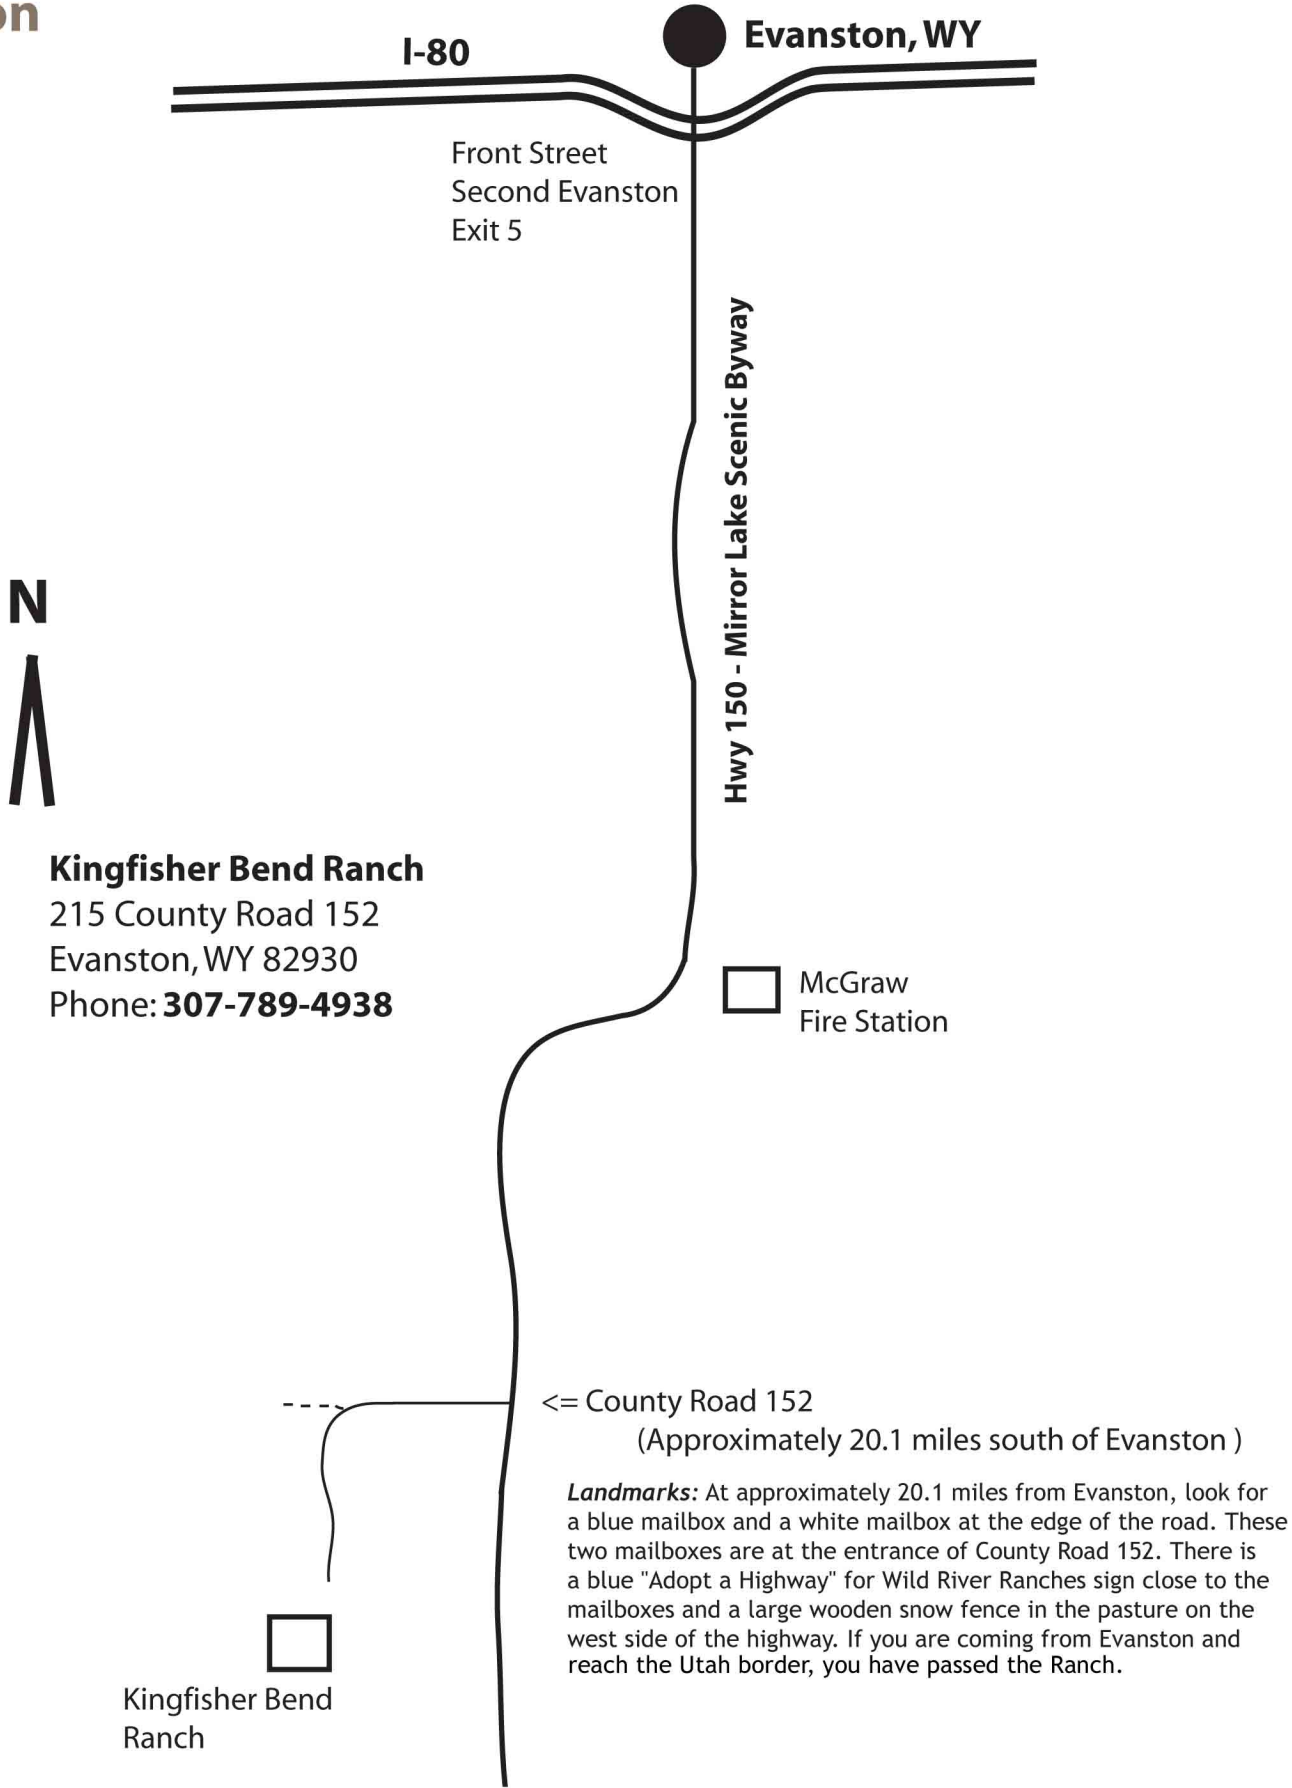 I-80
Evanston, WY
Front Street
Second Evanston
Exit 5
Hwy 150 - Mirror Lake Scenic Byway
N
Kingfisher Bend Ranch
215 County Road 152
Evanston, WY 82930
Phone: 307-789-4938
McGraw
Fire Station
<= County Road 152
(Approximately 20.1 miles south of Evanston )
Landmarks: At approximately 20.1 miles from Evanston, look for
a blue mailbox and a white mailbox at the edge of the road. These
two mailboxes are at the entrance of County Road 152. There is
a blue "Adopt a Highway" for Wild River Ranches sign close to the
mailboxes and a large wooden snow fence in the pasture on the
west side of the highway. If you are coming from Evanston and
reach the Utah border, you have passed the Ranch.
Kingfisher Bend
Ranch